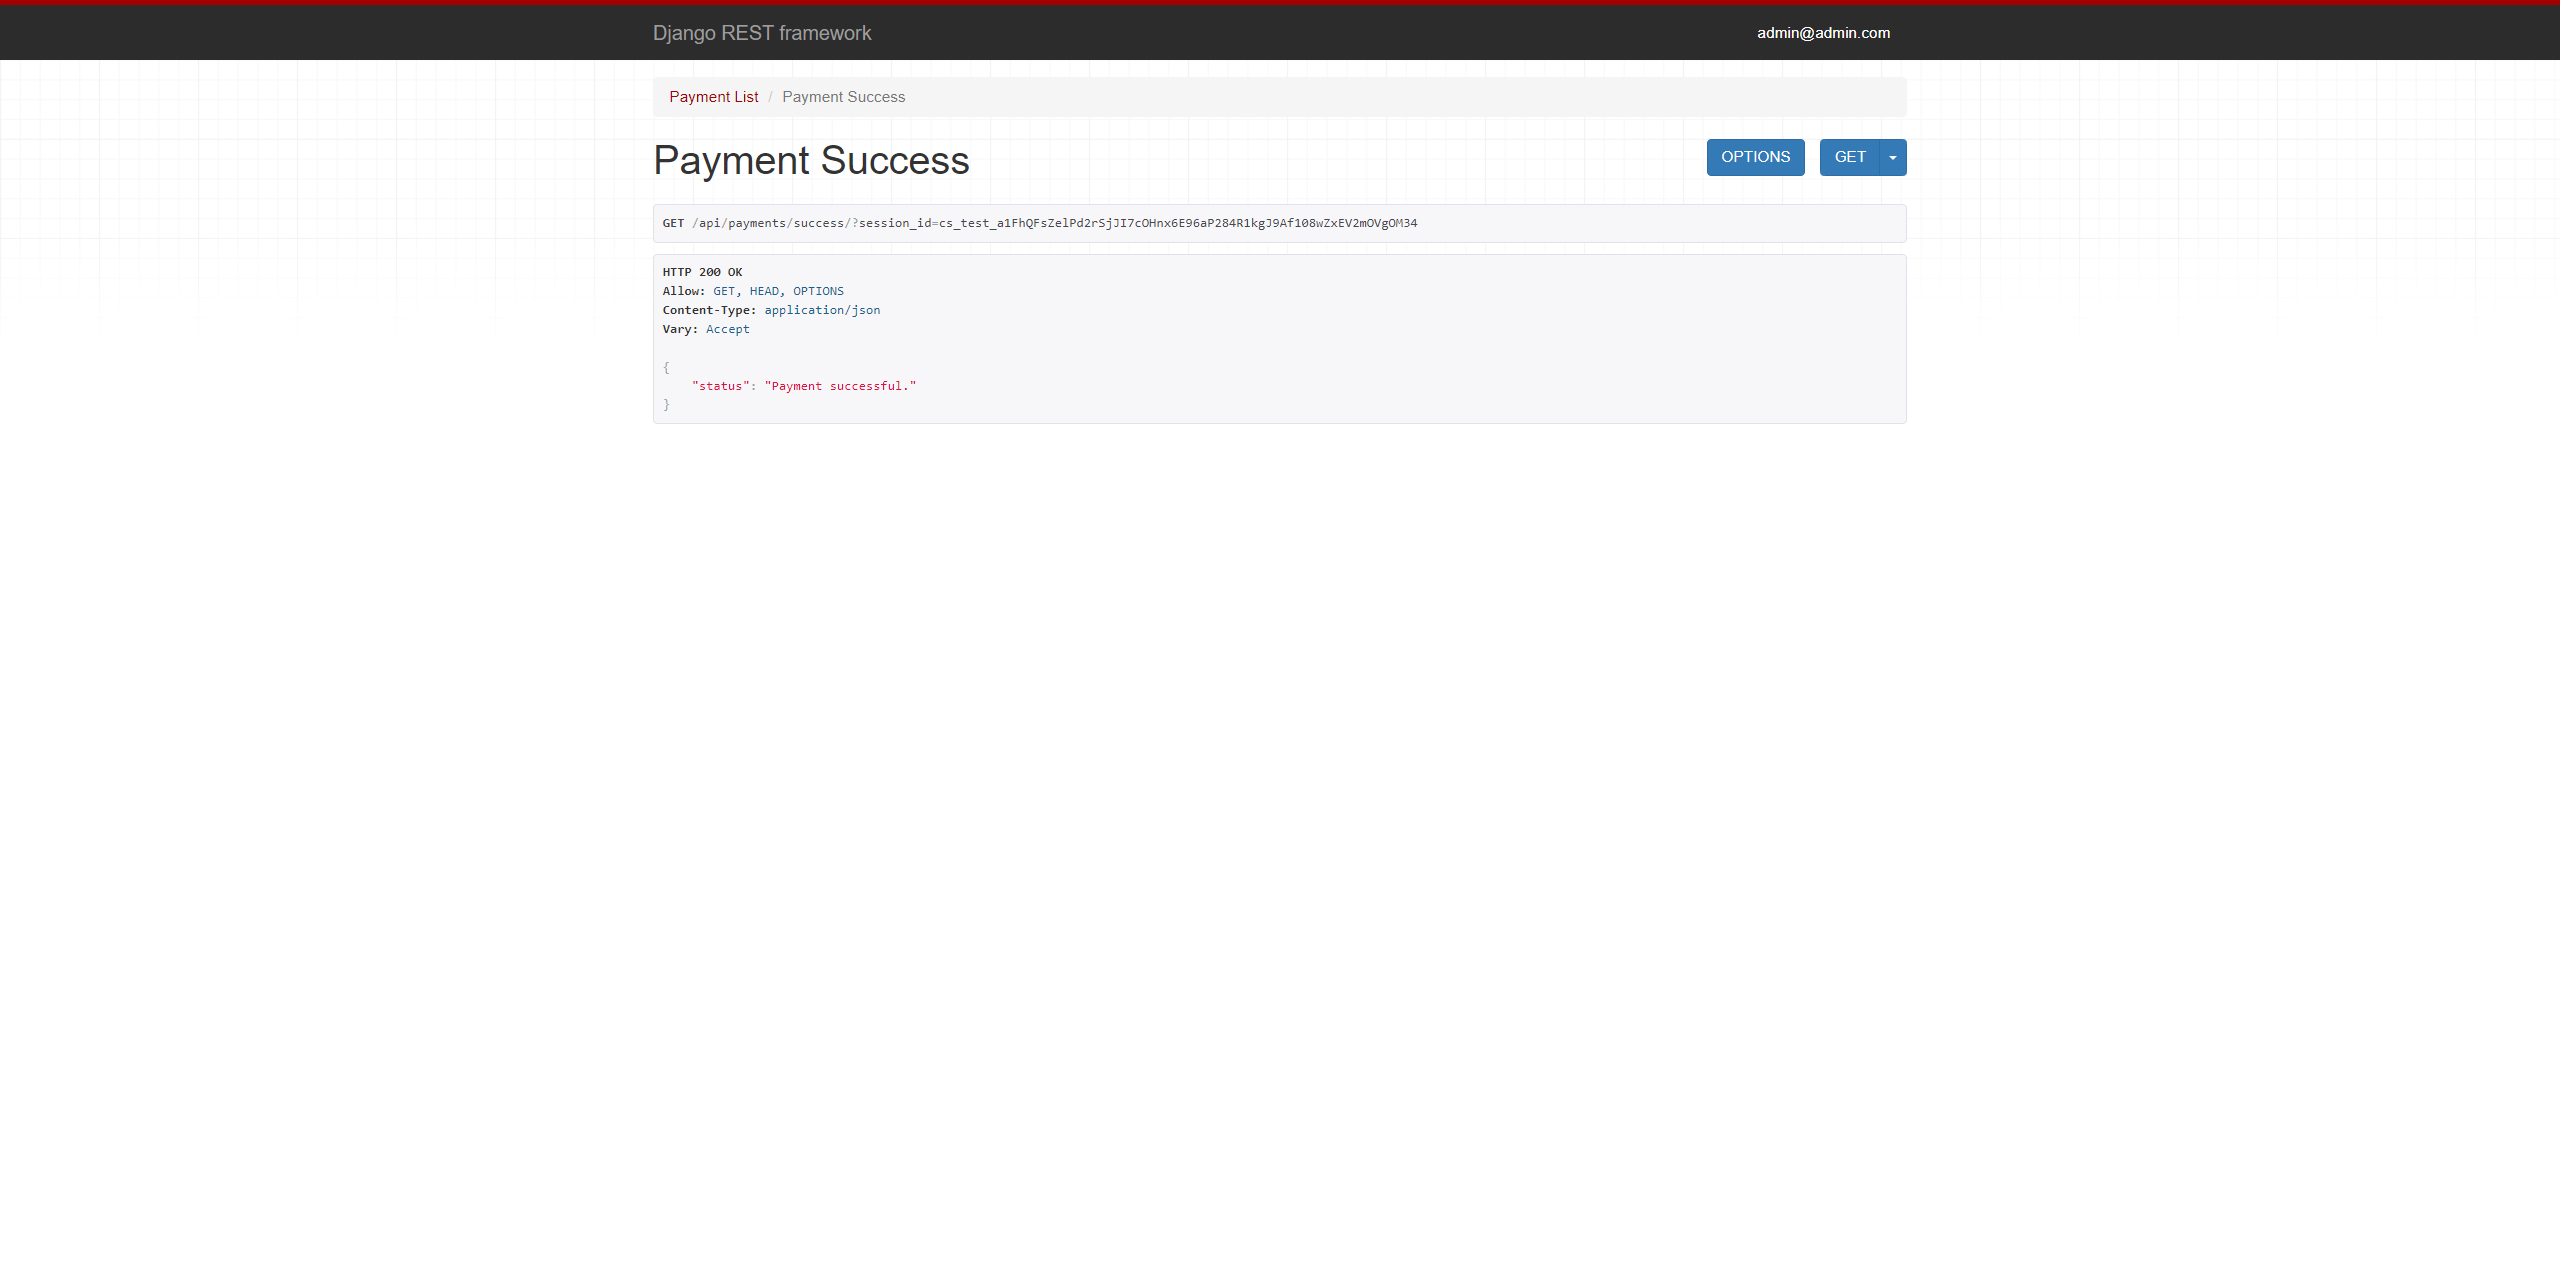 Django REST framework
admin@admin.com
Payment List / Payment Success
Payment Success
OPTIONS
GET
GET /api/payments/success/?session_id=cs_test_a1FhQFsZelPd2rSjJI7cOHnx6E96aP284R1kgJ9Af108wZxEV2mOVgOM34
HTTP 200 OK
Allow: GET, HEAD, OPTIONS
Content-Type: application/json
Vary: Accept
{
"status": "Payment successful."
}